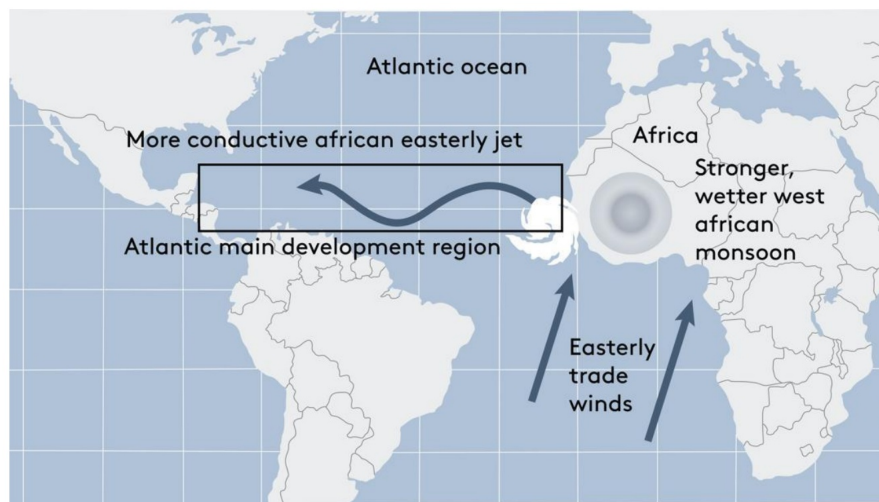 Atlantic ocean
More conductive african easterly jet
Africa
Stronger,
wetter west
african
monsoon
Atlantic main development region
Easterly
trade
winds